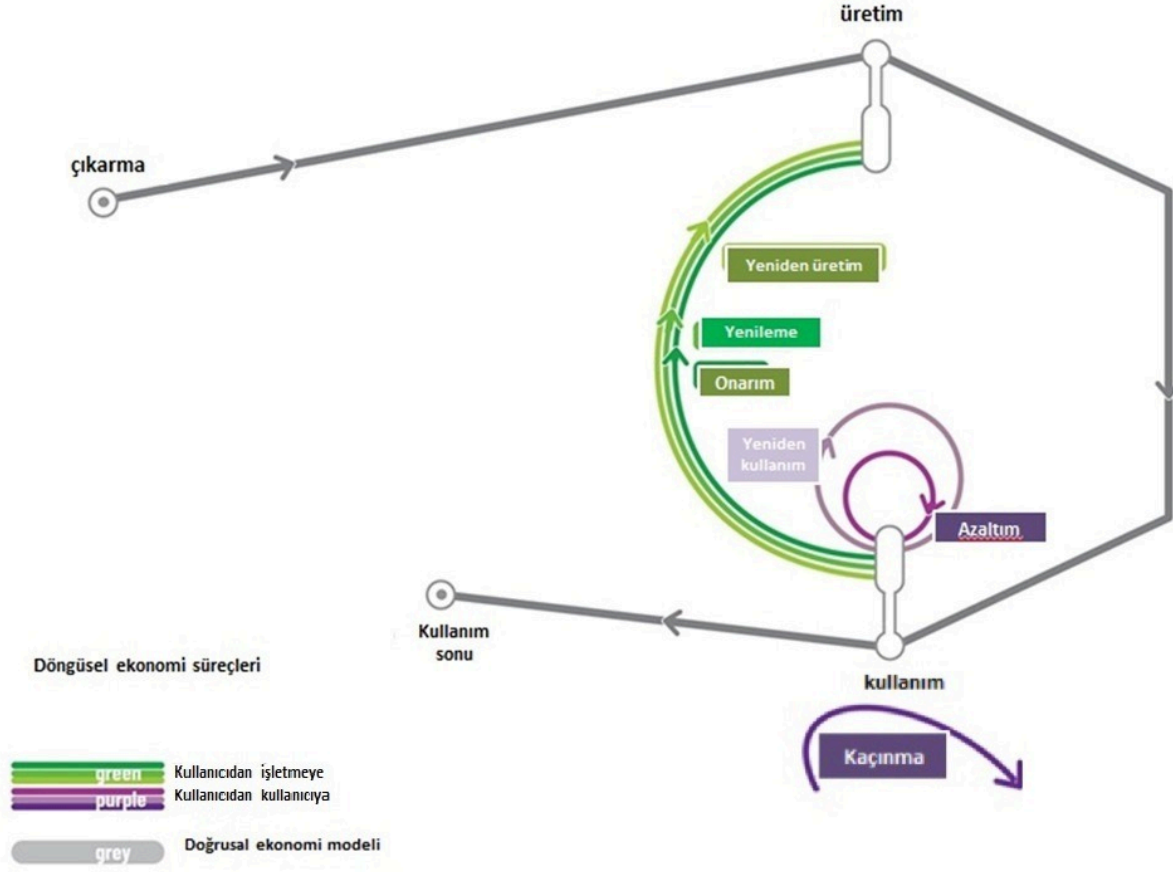 üretim
çıkarma
Yeniden üretim
Yenileme
Onarım
Yeniden
kullanım
Azaltım
Kullanım
sonu
Döngüsel ekonomi süreçleri
kullanım
Kaçınma
green Kullanıcıdan işletmeye
purple Kullanıcıdan kullanıcıya
grey Doğrusal ekonomi modeli